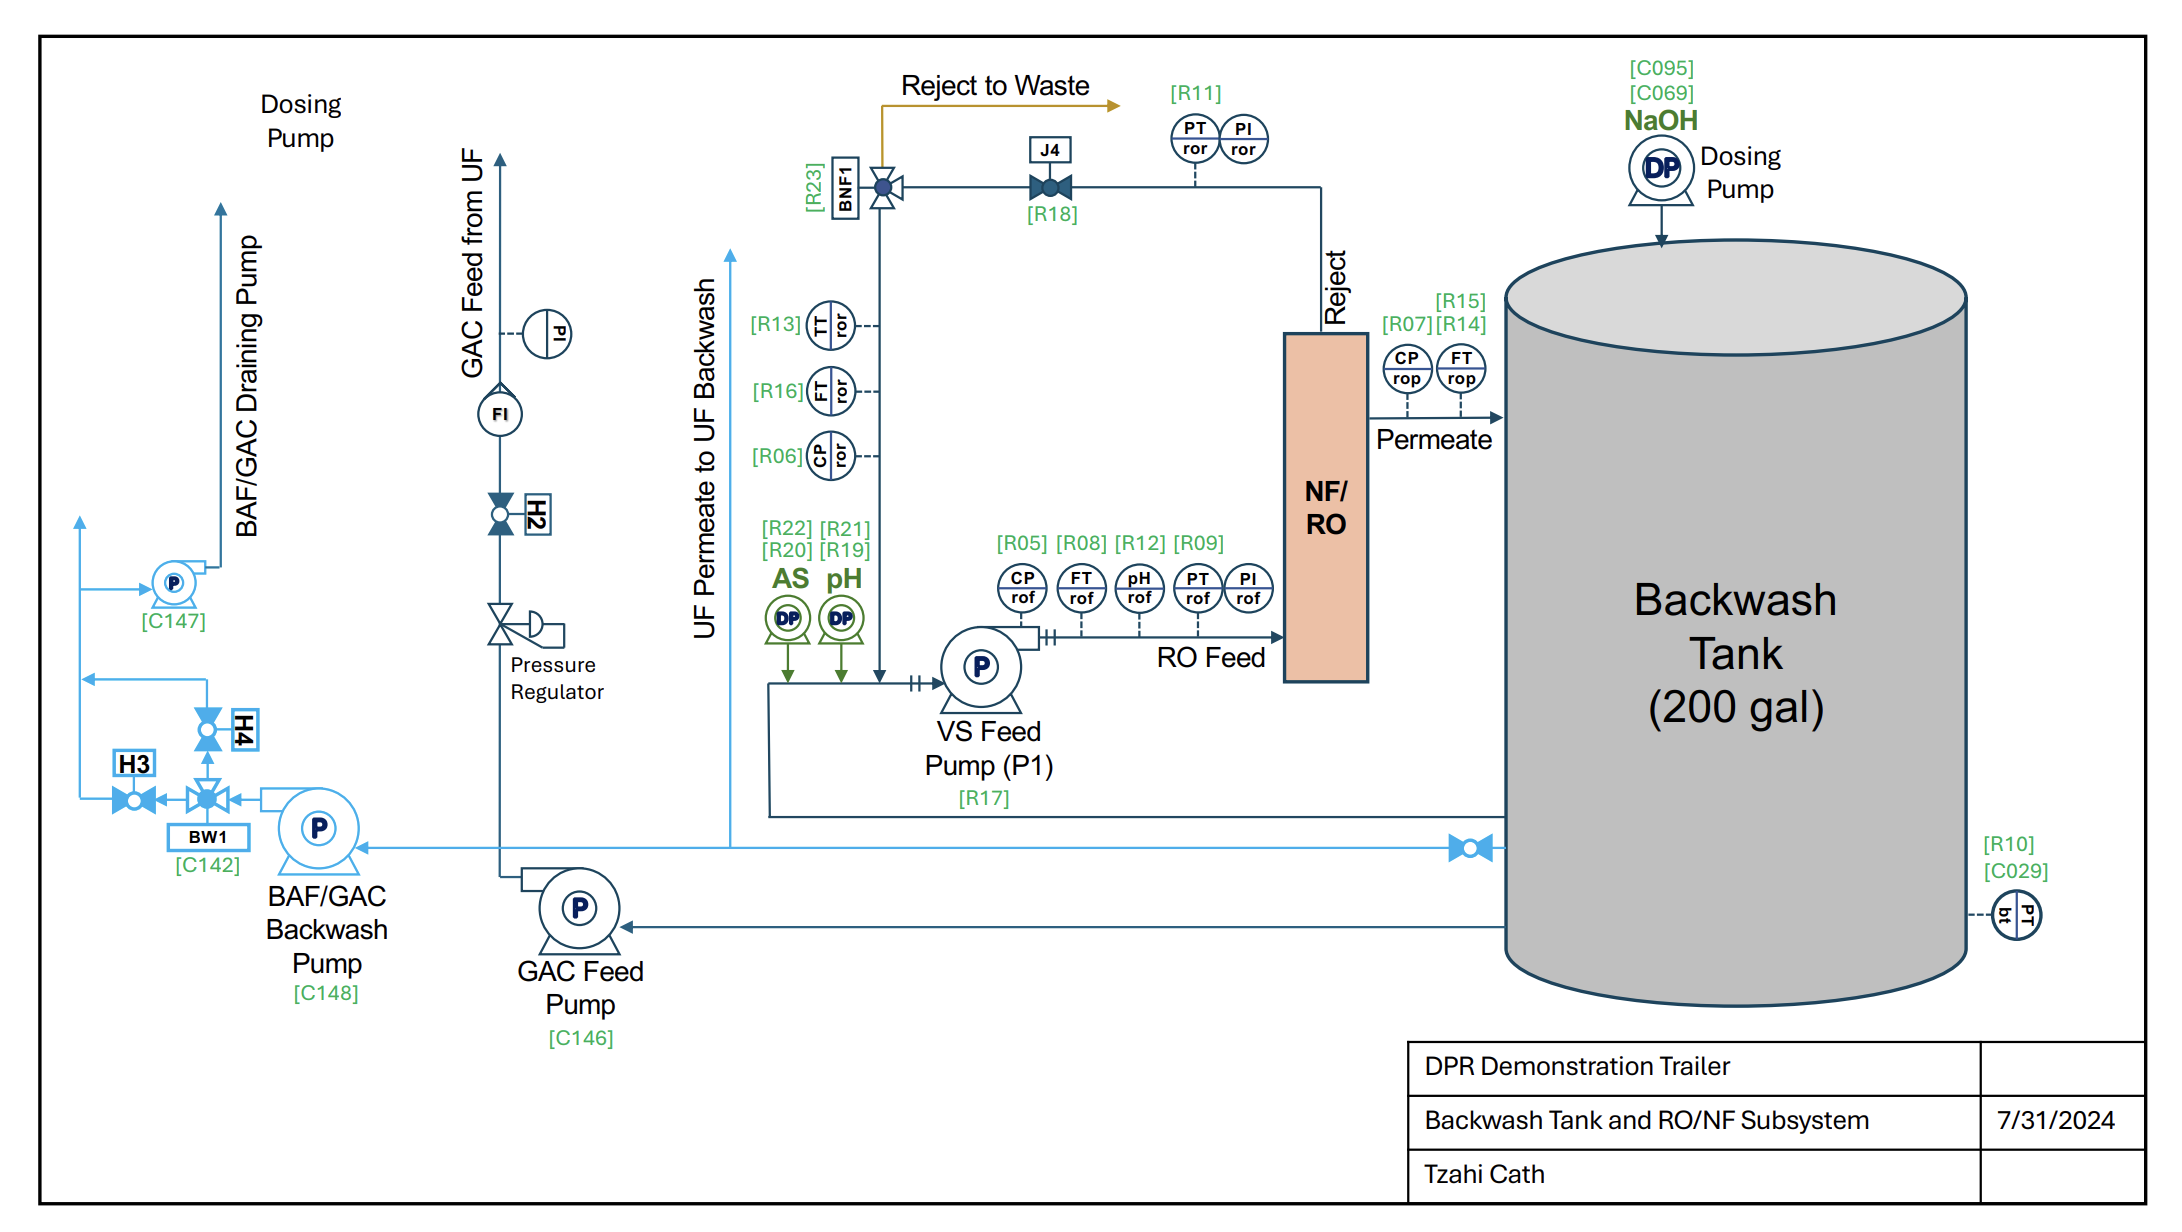 Dosing
Pump
BAF/GAC Draining Pump
P
[C147]
H4
H3
BW1
[C142]
P
BAF/GAC
Backwash
Pump
[C148]
GAC Feed from UF
PI
FI
H2
Pressure
Regulator
P
GAC Feed
Pump
[C146]
UF Permeate to UF Backwash
Reject to Waste
[R23]
BNF1
J4
[R18]
[R11]
PT
ror
PI
ror
Reject
[R13]
TT
ror
[R16]
FT
ror
[R06]
CP
ror
[R22]
[R20]
AS
DP
[R21]
[R19]
pH
DP
P
VS Feed
Pump (P1)
[R17]
[R05]
CP
rof
[R08]
FT
rof
[R12]
pH
rof
[R09]
PT
rof
PI
rof
RO Feed
NF/
RO
[R07]
CP
rop
[R15]
[R14]
FT
rop
Permeate
[C095]
[C069]
NaOH
DP
Dosing
Pump
Backwash
Tank
(200 gal)
[R10]
[C029]
PT
bt
DPR Demonstration Trailer
Backwash Tank and RO/NF Subsystem
7/31/2024
Tzahi Cath